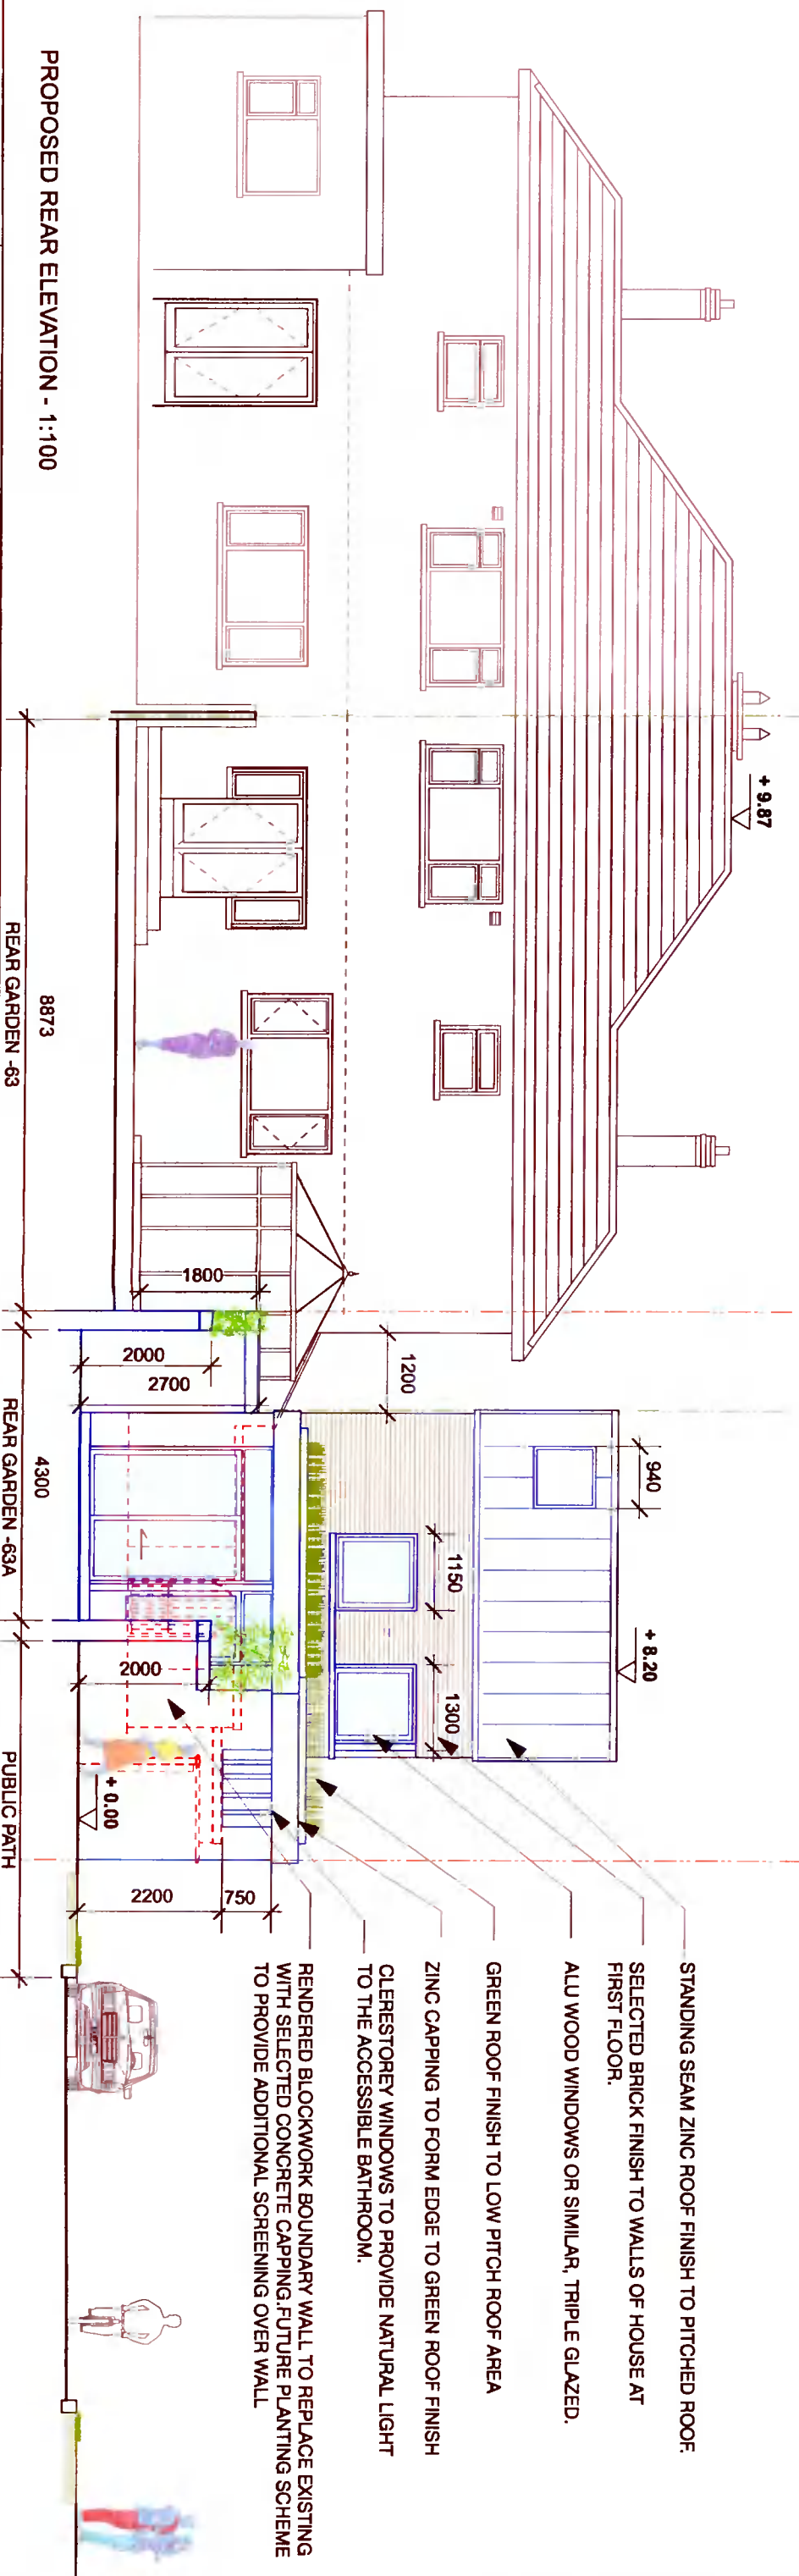 + 9.87
+ 8.20
940
1200
1150
1300
1800
2000
2700
2000
+ 0.00
2200
750
STANDING SEAM ZINC ROOF FINISH TO PITCHED ROOF.
SELECTED BRICK FINISH TO WALLS OF HOUSE AT
FIRST FLOOR.
ALU WOOD WINDOWS OR SIMILAR, TRIPLE GLAZED.
GREEN ROOF FINISH TO LOW PITCH ROOF AREA
ZINC CAPPING TO FORM EDGE TO GREEN ROOF FINISH
CLERESTOREY WINDOWS TO PROVIDE NATURAL LIGHT
TO THE ACCESSIBLE BATHROOM.
RENDERED BLOCKWORK BOUNDARY WALL TO REPLACE EXISTING
WITH SELECTED CONCRETE CAPPING.FUTURE PLANTING SCHEME
TO PROVIDE ADDITIONAL SCREENING OVER WALL
8873
4300
REAR GARDEN -63
REAR GARDEN -63A
PUBLIC PATH
PROPOSED REAR ELEVATION - 1:100